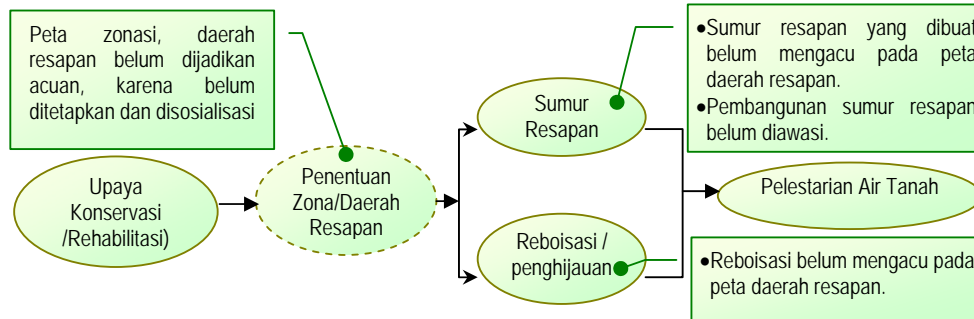 Peta zonasi, daerah
resapan belum dijadikan
acuan, karena belum
ditetapkan dan disosialisasi
•Sumur resapan yang dibuat
belum mengacu pada peta
daerah resapan.
•Pembangunan sumur resapan
belum diawasi.
Sumur
Resapan
Upaya
Konservasi
/Rehabilitasi)
Penentuan
Zona/Daerah
Resapan
Pelestarian Air Tanah
Reboisasi /
penghijauan
•Reboisasi belum mengacu pada
peta daerah resapan.